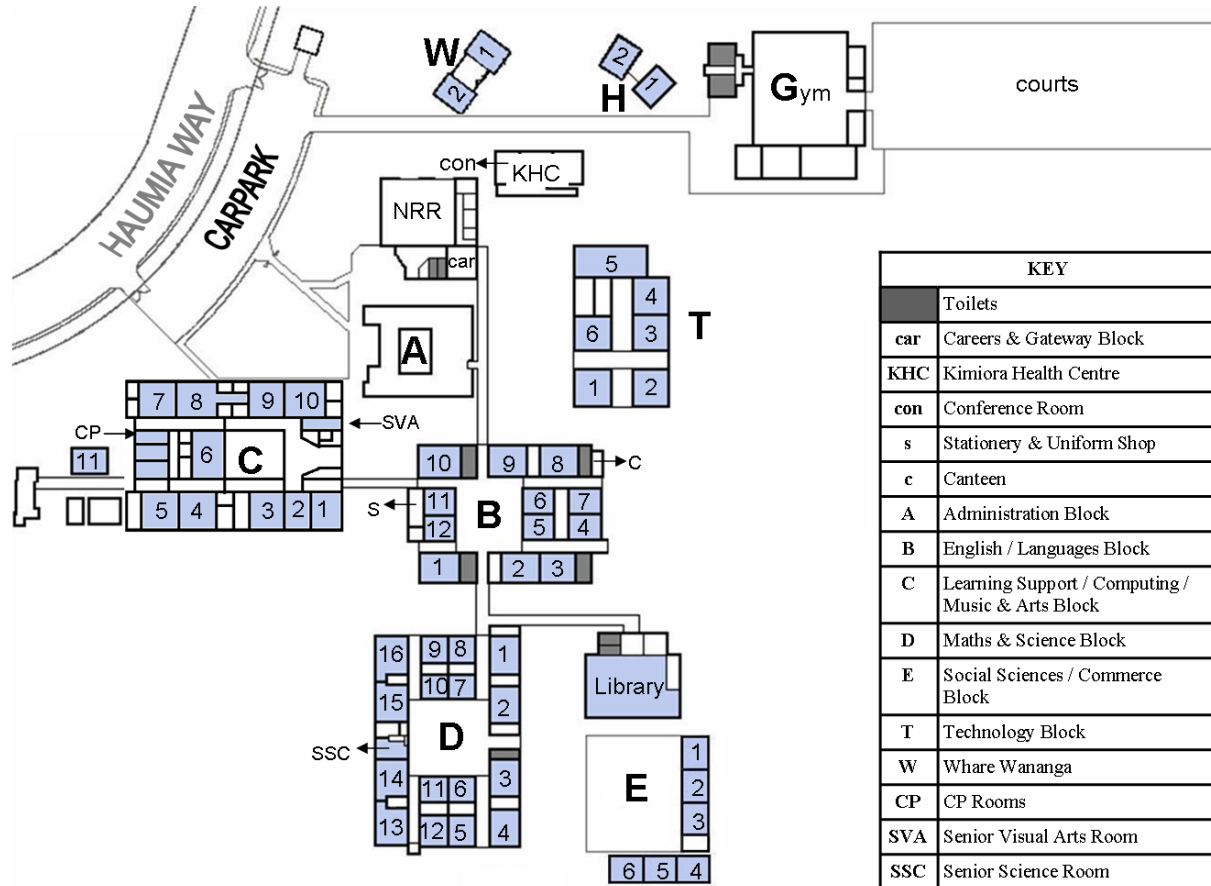 W
1
2
2
1
H
Gym
courts
HAUMIA WAY
CARPARK
con
KHC
NRR
car
A
5
4
6
3
T
1
2
7
8
9
10
SVA
CP
11
6
C
5
4
3
2
1
10
9
8
C
S
11
12
B
6
7
5
4
1
2
3
16
9
8
1
10
7
15
2
D
SSC
14
11
6
3
13
12
5
4
Library
E
1
2
3
6
5
4
KEY
Toilets
car Careers & Gateway Block
KHC Kimiora Health Centre
con Conference Room
s Stationery & Uniform Shop
c Canteen
A Administration Block
B English / Languages Block
C Learning Support / Computing /
Music & Arts Block
D Maths & Science Block
E Social Sciences / Commerce
Block
T Technology Block
W Whare Wananga
CP CP Rooms
SVA Senior Visual Arts Room
SSC Senior Science Room